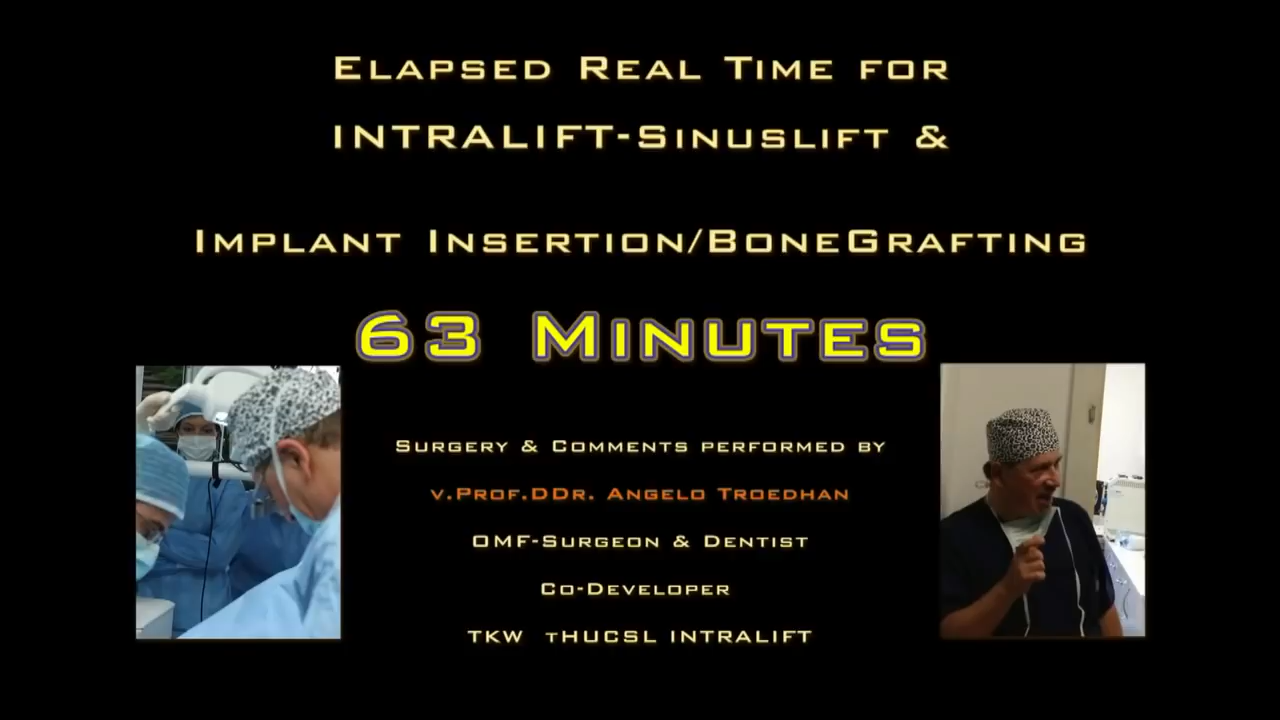 Elapsed Real Time for
INTRALIFT-Sinuslift &
Implant Insertion/BoneGrafting
63 Minutes
Surgery & Comments performed by
v.Prof.DDr. Angelo Troedhan
OMF-Surgeon & Dentist
Co-Developer
TKW tHUCSL INTRALIFT